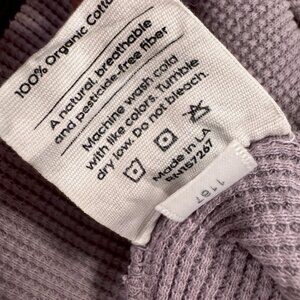 100% Organic Cotton
A natural, breathable
and pesticide-free fiber
Machine wash cold
with like colors. Tumble
dry low. Do not bleach.
Made in LA
RN157267
1167